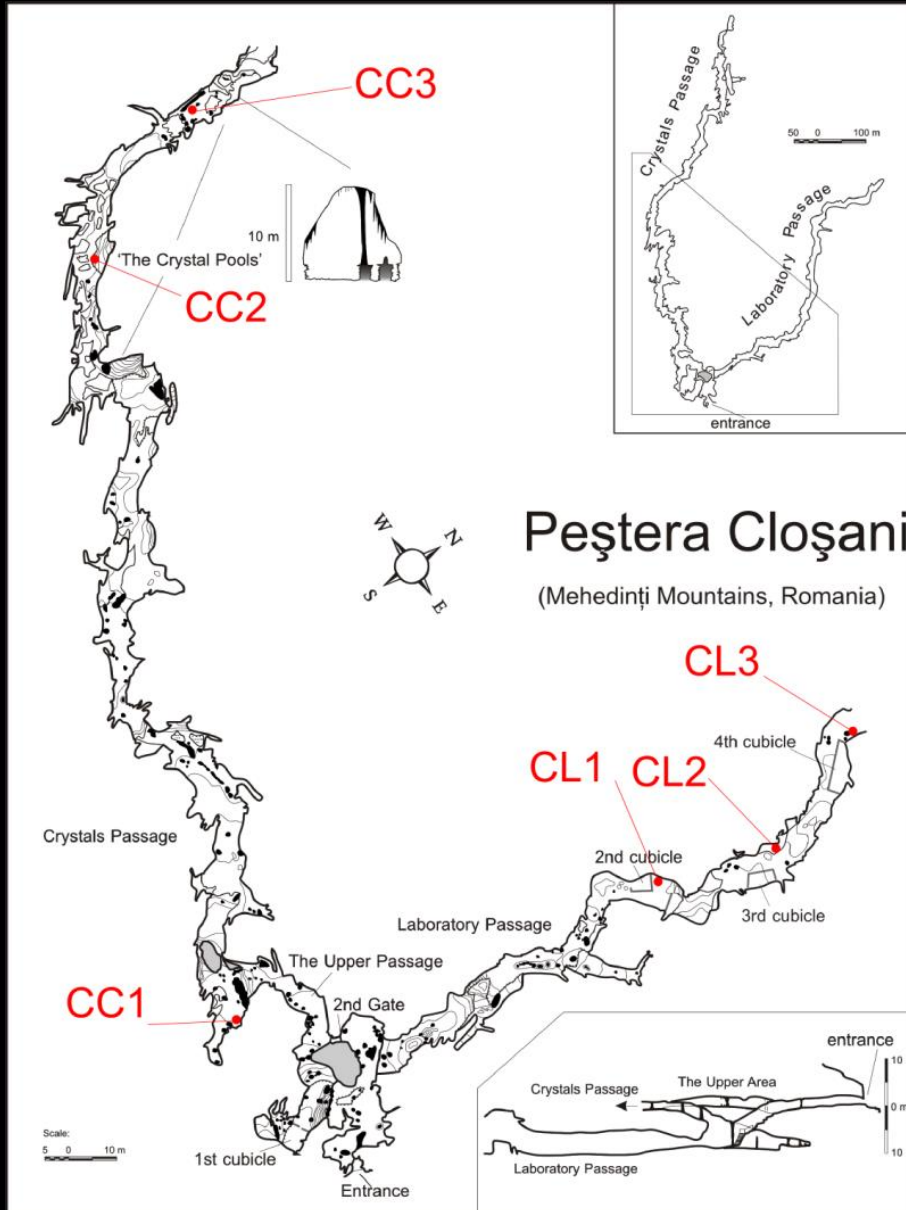 CC3
10 m
'The Crystal Pools'
CC2
Crystals Passage
Laboratory Passage
50 0 100 m
entrance
W N
S E
Peştera Cloşani
(Mehedinţi Mountains, Romania)
CL3
4th cubicle
CL1 CL2
2nd cubicle
3rd cubicle
Crystals Passage
Laboratory Passage
The Upper Passage
2nd Gate
CC1
1st cubicle
Entrance
Scale:
5 0 10 m
entrance
10
Crystals Passage
The Upper Area
0 m
10
Laboratory Passage